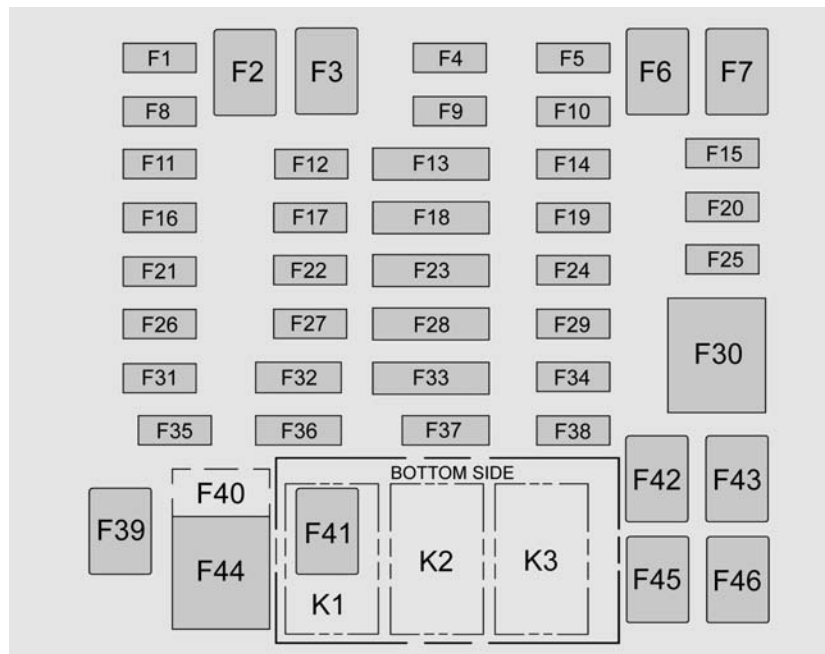 F1 F2 F3 F4 F5 F6 F7
F8 F9 F10
F11 F12 F13 F14 F15
F16 F17 F18 F19 F20
F21 F22 F23 F24 F25
F26 F27 F28 F29 F30
F31 F32 F33 F34
F35 F36 F37 F38
BOTTOM SIDE
F39 F40 F41 F42 F43
F44 K1 K2 K3 F45 F46